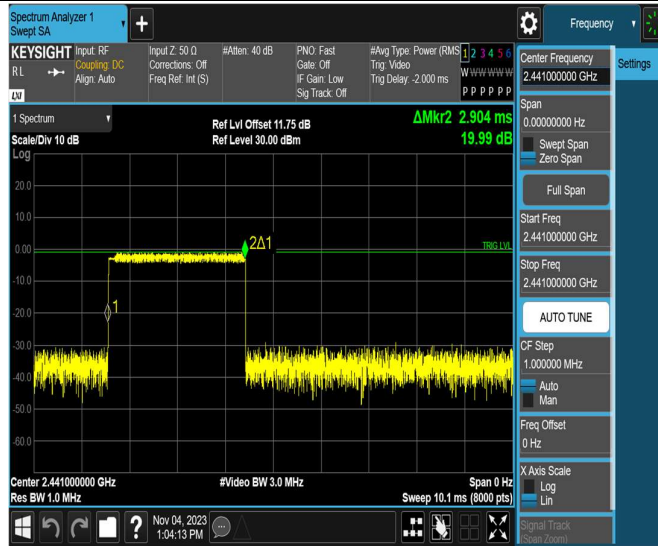 Spectrum Analyzer 1
Swept SA
+
Frequency
KEYSIGHT
RL
LXI
Input: RF
Coupling: DC
Align: Auto
Input Z: 50 Ω
Corrections: Off
Freq Ref: Int (S)
#Atten: 40 dB
PNO: Fast
Gate: Off
IF Gain: Low
Sig Track: Off
#Avg Type: Power (RMS
Trig: Video
Trig Delay: -2.000 ms
1 2 3 4 5 6
W W W W W W
P P P P P P
1 Spectrum
Scale/Div 10 dB
Log
Ref Lvl Offset 11.75 dB
Ref Level 30.00 dBm
ΔMkr2 2.904 ms
19.99 dB
20.0
10.0
0.00
-10.0
-20.0
-30.0
-40.0
-50.0
-60.0
2Δ1
1
TRIG LVL
Center 2.441000000 GHz
Res BW 1.0 MHz
#Video BW 3.0 MHz
Span 0 Hz
Sweep 10.1 ms (8000 pts)
Nov 04, 2023
1:04:13 PM
?
Center Frequency
2.441000000 GHz
Settings
Span
0.00000000 Hz
Swept Span
Zero Span
Full Span
Start Freq
2.441000000 GHz
Stop Freq
2.441000000 GHz
AUTO TUNE
CF Step
1.000000 MHz
Auto
Man
Freq Offset
0 Hz
X Axis Scale
Log
Lin
Signal Track
(Span Zoom)